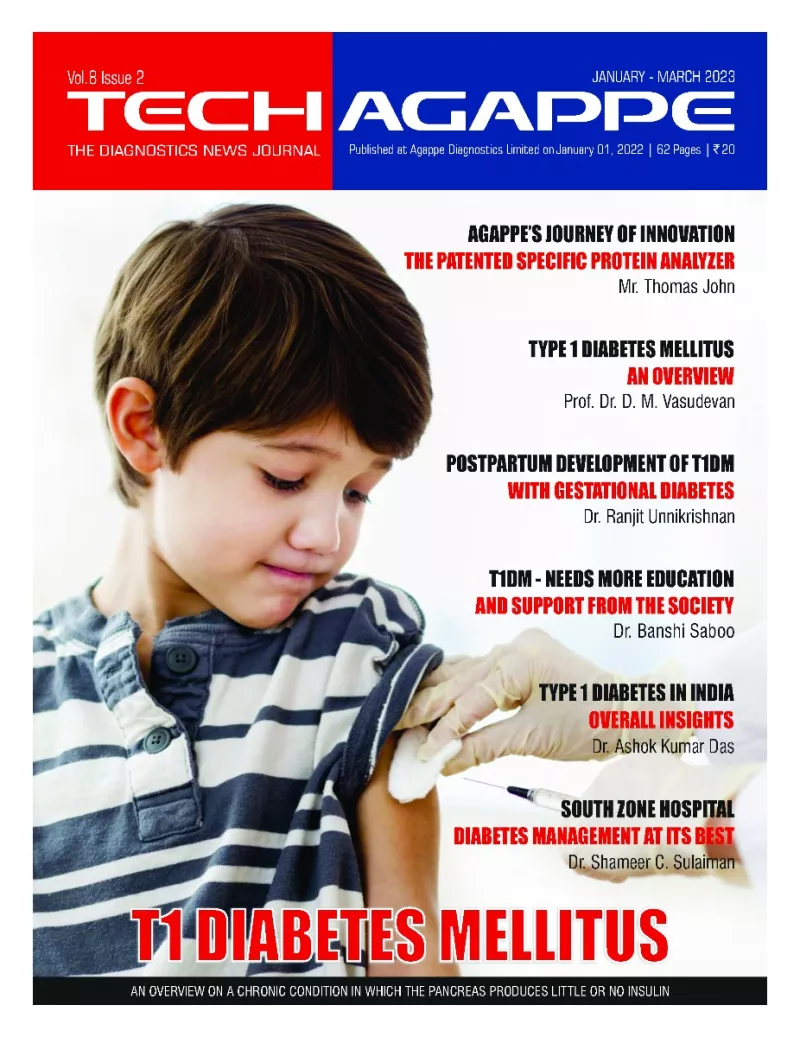 Vol.8 Issue 2
JANUARY - MARCH 2023
TECH AGAPPE
THE DIAGNOSTICS NEWS JOURNAL
Published at Agappe Diagnostics Limited on January 01, 2022 | 62 Pages | ₹ 20
AGAPPE'S JOURNEY OF INNOVATION
THE PATENTED SPECIFIC PROTEIN ANALYZER
Mr. Thomas John
TYPE 1 DIABETES MELLITUS
AN OVERVIEW
Prof. Dr. D. M. Vasudevan
POSTPARTUM DEVELOPMENT OF T1DM
WITH GESTATIONAL DIABETES
Dr. Ranjit Unnikrishnan
T1DM - NEEDS MORE EDUCATION
AND SUPPORT FROM THE SOCIETY
Dr. Banshi Saboo
TYPE 1 DIABETES IN INDIA
OVERALL INSIGHTS
Dr. Ashok Kumar Das
SOUTH ZONE HOSPITAL
DIABETES MANAGEMENT AT ITS BEST
Dr. Shameer C. Sulaiman
T1 DIABETES MELLITUS
AN OVERVIEW ON A CHRONIC CONDITION IN WHICH THE PANCREAS PRODUCES LITTLE OR NO INSULIN